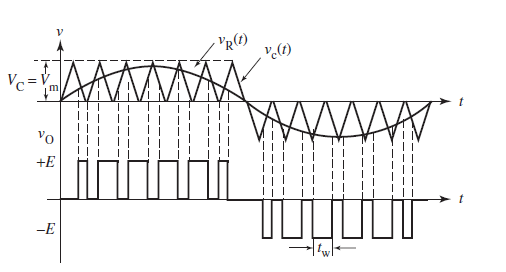 v
v_R(t)
v_c(t)
V_C = V_m
t
v_O
+E
t
–E
t_w